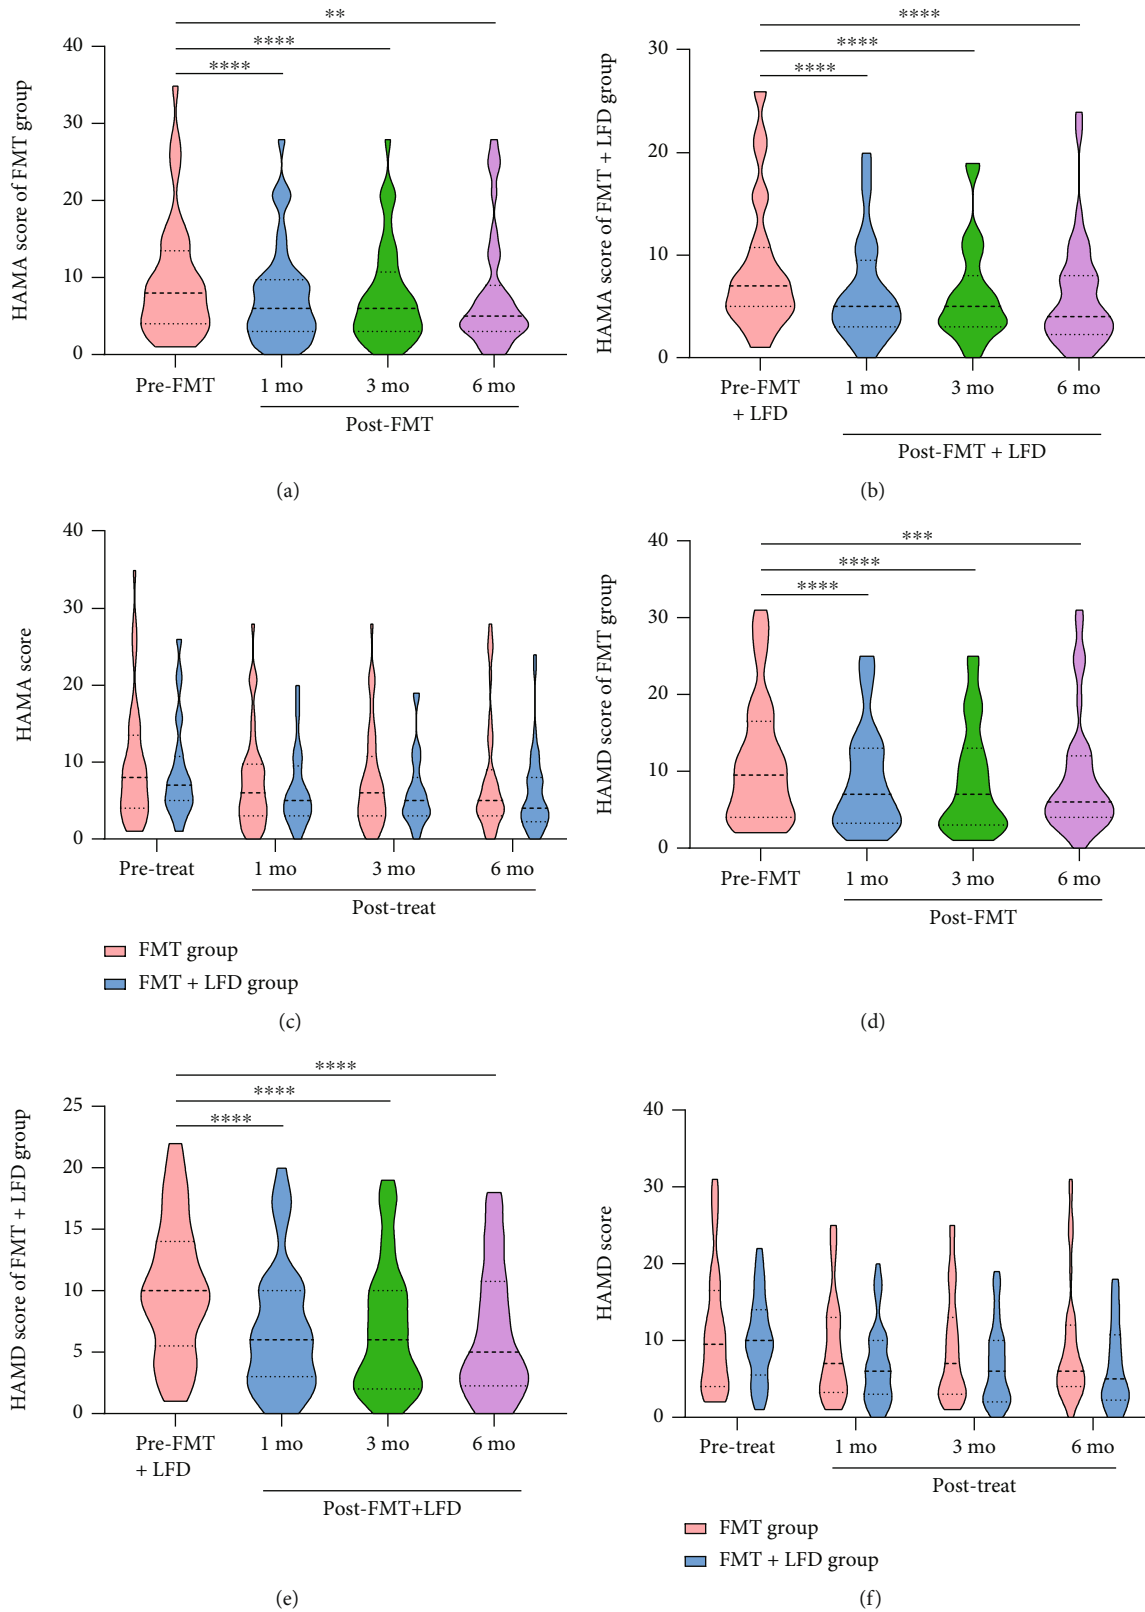 **
****
****
40
30
20
10
0
HAMA score of FMT group
Pre-FMT
1 mo
3 mo
6 mo
Post-FMT
(a)
****
****
****
30
20
10
0
HAMA score of FMT + LFD group
Pre-FMT
+ LFD
1 mo
3 mo
6 mo
Post-FMT + LFD
(b)
40
30
20
10
0
HAMA score
Pre-treat
1 mo
3 mo
6 mo
Post-treat
FMT group
FMT + LFD group
(c)
***
****
****
40
30
20
10
0
HAMD score of FMT group
Pre-FMT
1 mo
3 mo
6 mo
Post-FMT
(d)
****
****
****
25
20
15
10
5
0
HAMD score of FMT + LFD group
Pre-FMT
+ LFD
1 mo
3 mo
6 mo
Post-FMT+LFD
(e)
40
30
20
10
0
HAMD score
Pre-treat
1 mo
3 mo
6 mo
Post-treat
FMT group
FMT + LFD group
(f)